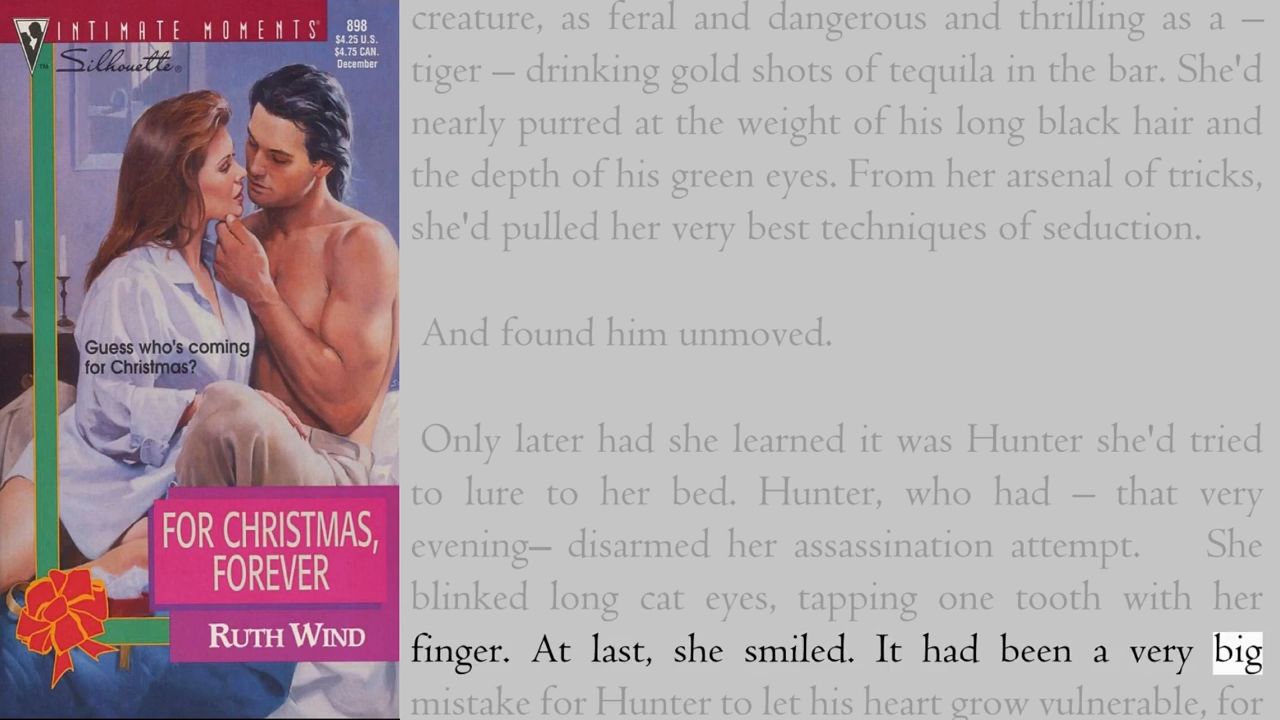 INTIMATE MOMENTS®
898
$4.25 U.S.
$4.75 CAN.
December
TM
Silhouette®
Guess who's coming
for Christmas?
FOR CHRISTMAS,
FOREVER
RUTH WIND
creature, as feral and dangerous and thrilling as a –
tiger – drinking gold shots of tequila in the bar. She'd
nearly purred at the weight of his long black hair and
the depth of his green eyes. From her arsenal of tricks,
she'd pulled her very best techniques of seduction.
And found him unmoved.
Only later had she learned it was Hunter she'd tried
to lure to her bed. Hunter, who had – that very
evening– disarmed her assassination attempt. She
blinked long cat eyes, tapping one tooth with her
finger. At last, she smiled. It had been a very big
mistake for Hunter to let his heart grow vulnerable, for